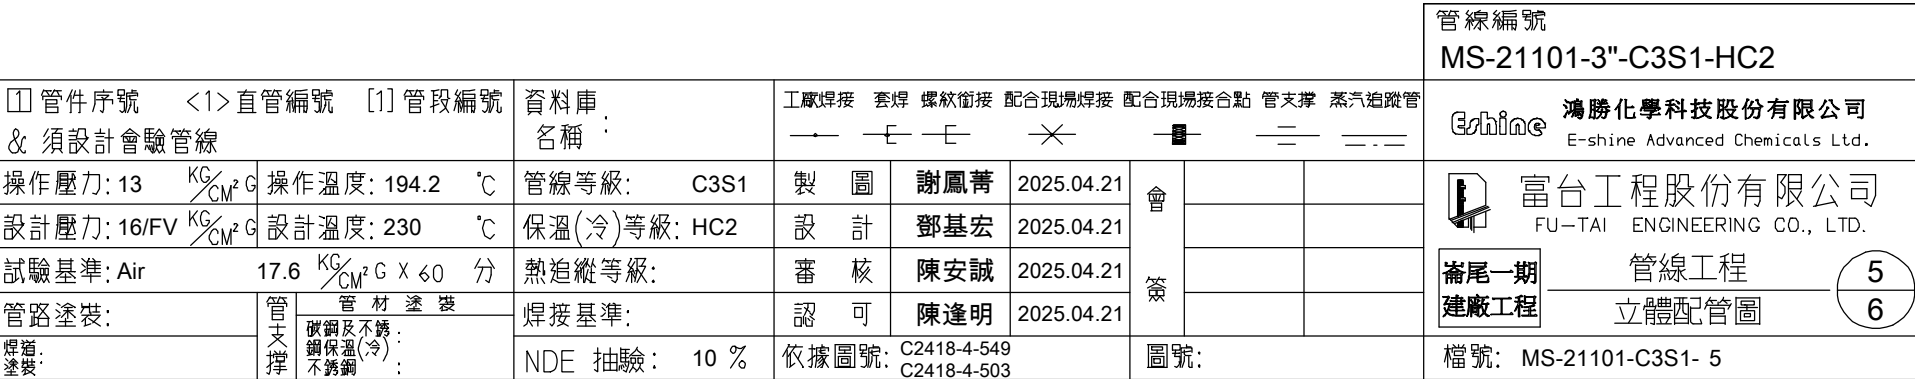 管線編號
MS-21101-3"-C3S1-HC2
1 管件序號 <1>直管編號 [1]管段編號
& 須設計會驗管線
資料庫
名稱 :
工廠焊接 套焊 螺紋銜接 配合現場焊接 配合現場接合點 管支撐 蒸汽追蹤管
Eshine 鴻勝化學科技股份有限公司
E-shine Advanced Chemicals Ltd.
操作壓力: 13 KG/CM² G 操作溫度: 194.2 °C 管線等級: C3S1 製 圖 謝鳳菁 2025.04.21
設計壓力: 16/FV KG/CM² G 設計溫度: 230 °C 保溫(冷)等級: HC2 設 計 鄧基宏 2025.04.21
試驗基準: Air 17.6 KG/CM² G X 60 分 熱追縱等級: 審 核 陳安誠 2025.04.21
管路塗裝: 焊接基準: 認 可 陳逢明 2025.04.21
會簽
富台工程股份有限公司
FU-TAI ENGINEERING CO., LTD.
崙尾一期
建廠工程
管線工程
立體配管圖
5
6
焊道:
塗裝:
管支撐
管 材 塗 裝
碳鋼及不銹 :
鋼保溫(冷)
不銹鋼 :
NDE 抽驗: 10 %
依據圖號: C2418-4-549
C2418-4-503
圖號:
檔號: MS-21101-C3S1- 5